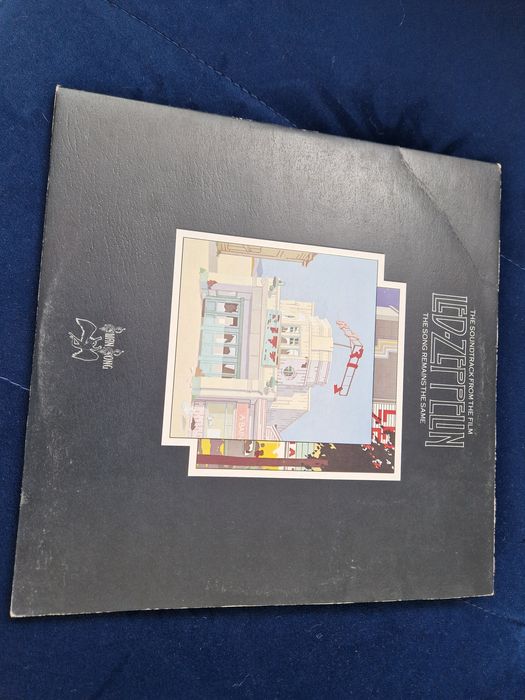 THE SOUNDTRACK FROM THE FILM
LED-ZEPPELIN
THE SONG REMAINS THE SAME
SWAN SONG